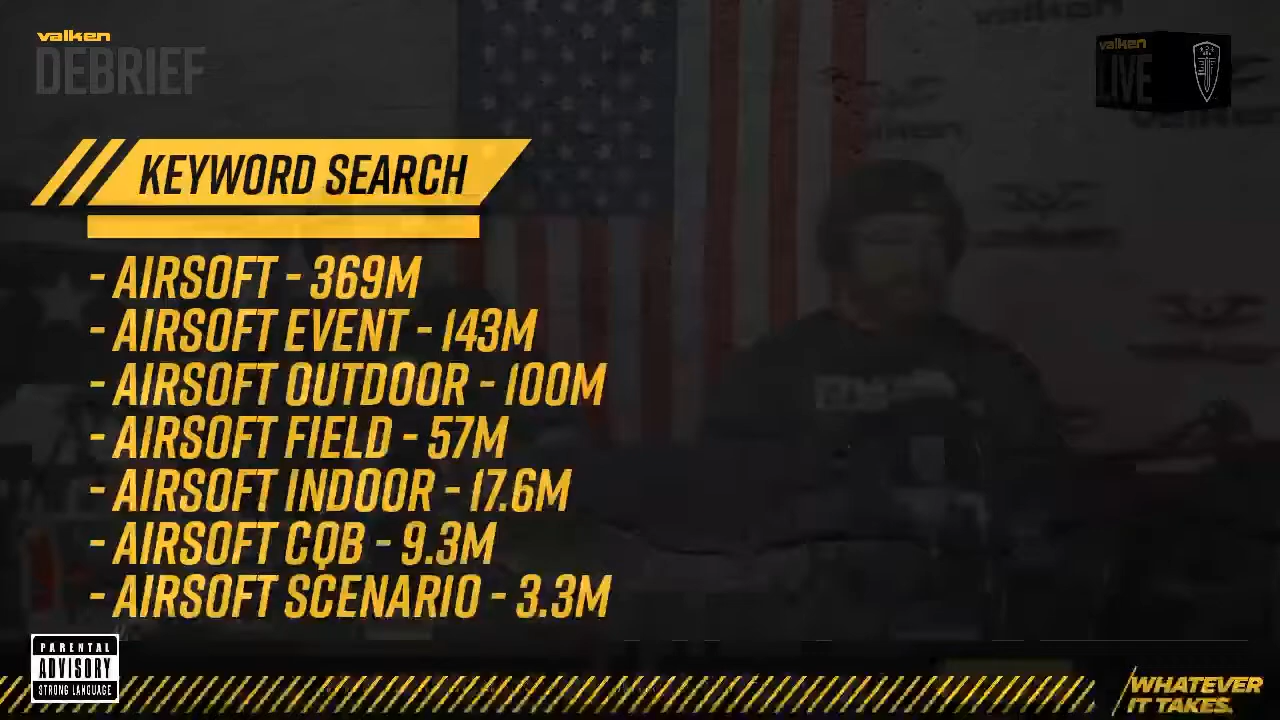 valken
DEBRIEF
valken
LIVE
KEYWORD SEARCH
- AIRSOFT - 369M
- AIRSOFT EVENT - 143M
- AIRSOFT OUTDOOR - 100M
- AIRSOFT FIELD - 57M
- AIRSOFT INDOOR - 17.6M
- AIRSOFT CQB - 9.3M
- AIRSOFT SCENARIO - 3.3M
PARENTAL
ADVISORY
STRONG LANGUAGE
WHATEVER
IT TAKES.